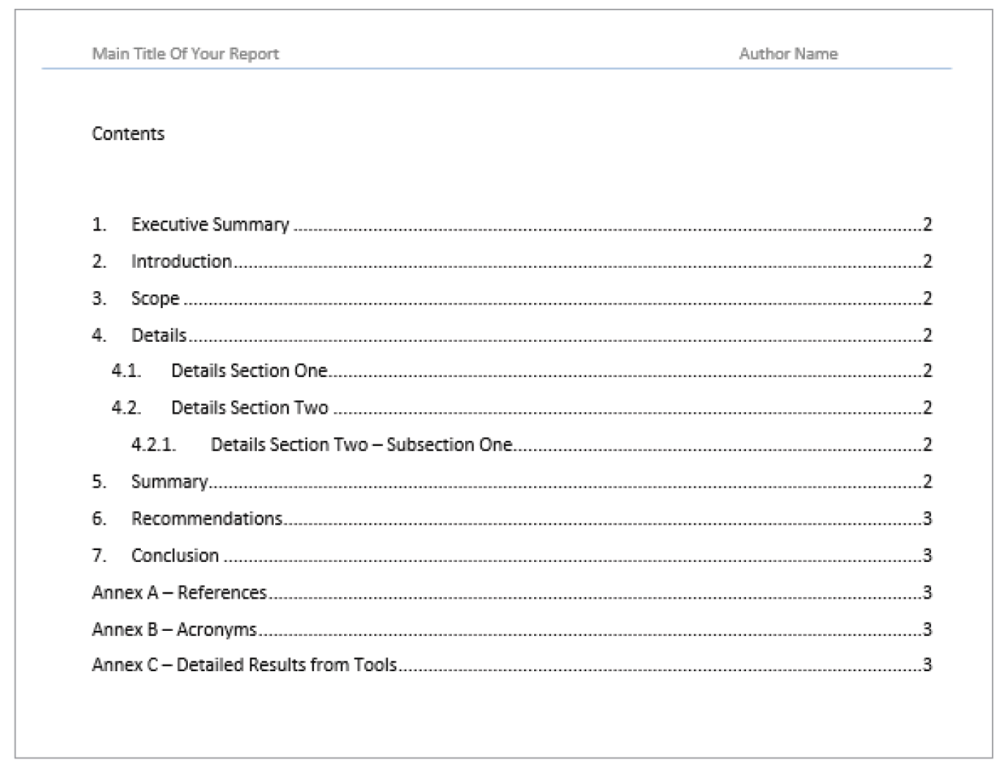 Main Title Of Your Report Author Name
Contents
1. Executive Summary ........................................ 2
2. Introduction ........................................ 2
3. Scope ........................................ 2
4. Details ........................................ 2
4.1. Details Section One ........................................ 2
4.2. Details Section Two ........................................ 2
4.2.1. Details Section Two – Subsection One ........................................ 2
5. Summary ........................................ 2
6. Recommendations ........................................ 3
7. Conclusion ........................................ 3
Annex A – References ........................................ 3
Annex B – Acronyms ........................................ 3
Annex C – Detailed Results from Tools ........................................ 3